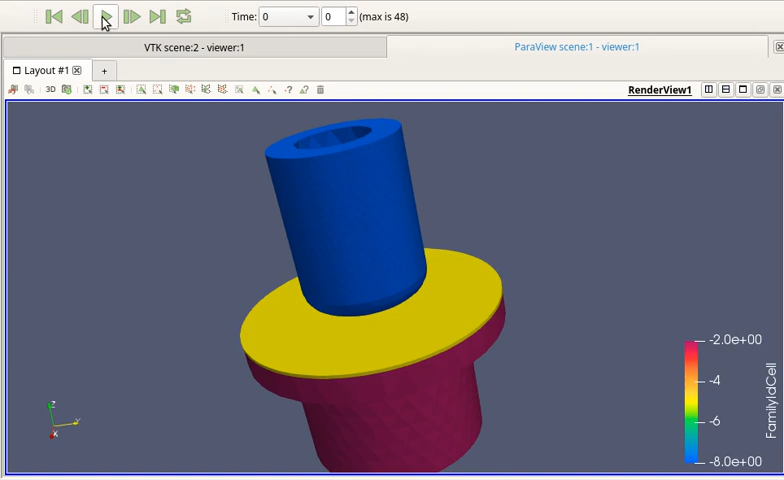 Time: 0 0 (max is 48)
VTK scene:2 - viewer:1 ParaView scene:1 - viewer:1
Layout #1 +
3D RenderView1
-2.0e+00
-4
-6
-8.0e+00
FamilyIdCell
Z
Y
X